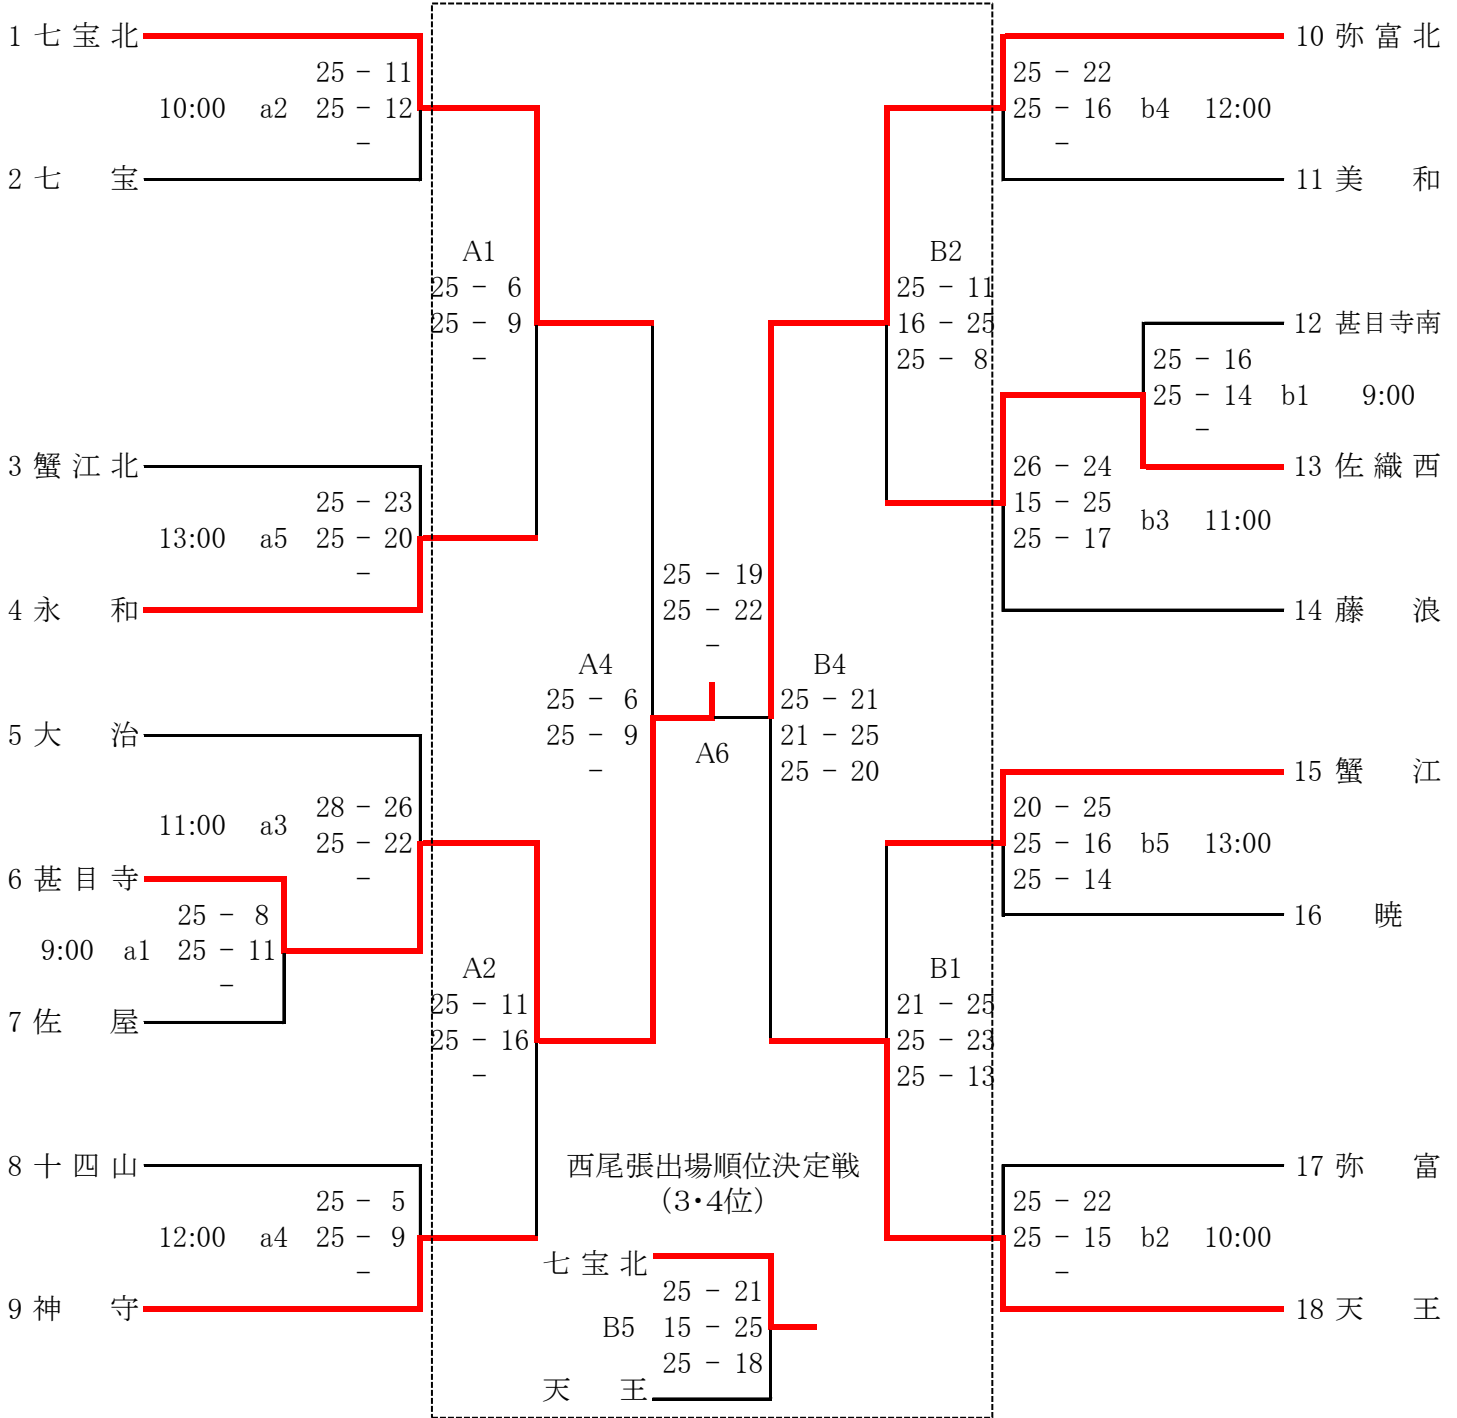 1 七宝北
25 - 11
10:00 a2 25 - 12
-
2 七宝
A1
25 - 6
25 - 9
-
3 蟹江北
25 - 23
13:00 a5 25 - 20
-
4 永和
5 大治
28 - 26
11:00 a3
25 - 22
-
6 甚目寺
25 - 8
9:00 a1 25 - 11
-
7 佐屋
A2
25 - 11
25 - 16
-
8 十四山
25 - 5
12:00 a4 25 - 9
-
9 神守
A4
25 - 6
25 - 9
-
25 - 19
25 - 22
-
A6
B4
25 - 21
21 - 25
25 - 20
西尾張出場順位決定戦
(3・4位)
七宝北
25 - 21
B5 15 - 25
25 - 18
天王
10 弥富北
25 - 22
25 - 16 b4 12:00
-
11 美和
B2
25 - 11
16 - 25
25 - 8
12 甚目寺南
25 - 16
25 - 14 b1 9:00
-
13 佐織西
26 - 24
15 - 25
b3 11:00
25 - 17
14 藤浪
15 蟹江
20 - 25
25 - 16 b5 13:00
25 - 14
16 暁
B1
21 - 25
25 - 23
25 - 13
17 弥富
25 - 22
25 - 15 b2 10:00
-
18 天王